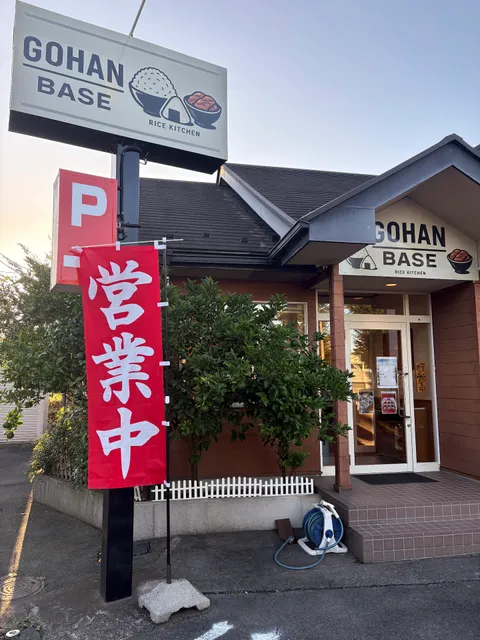 GOHAN
BASE
RICE KITCHEN
P
営業中
GOHAN
BASE
RICE KITCHEN